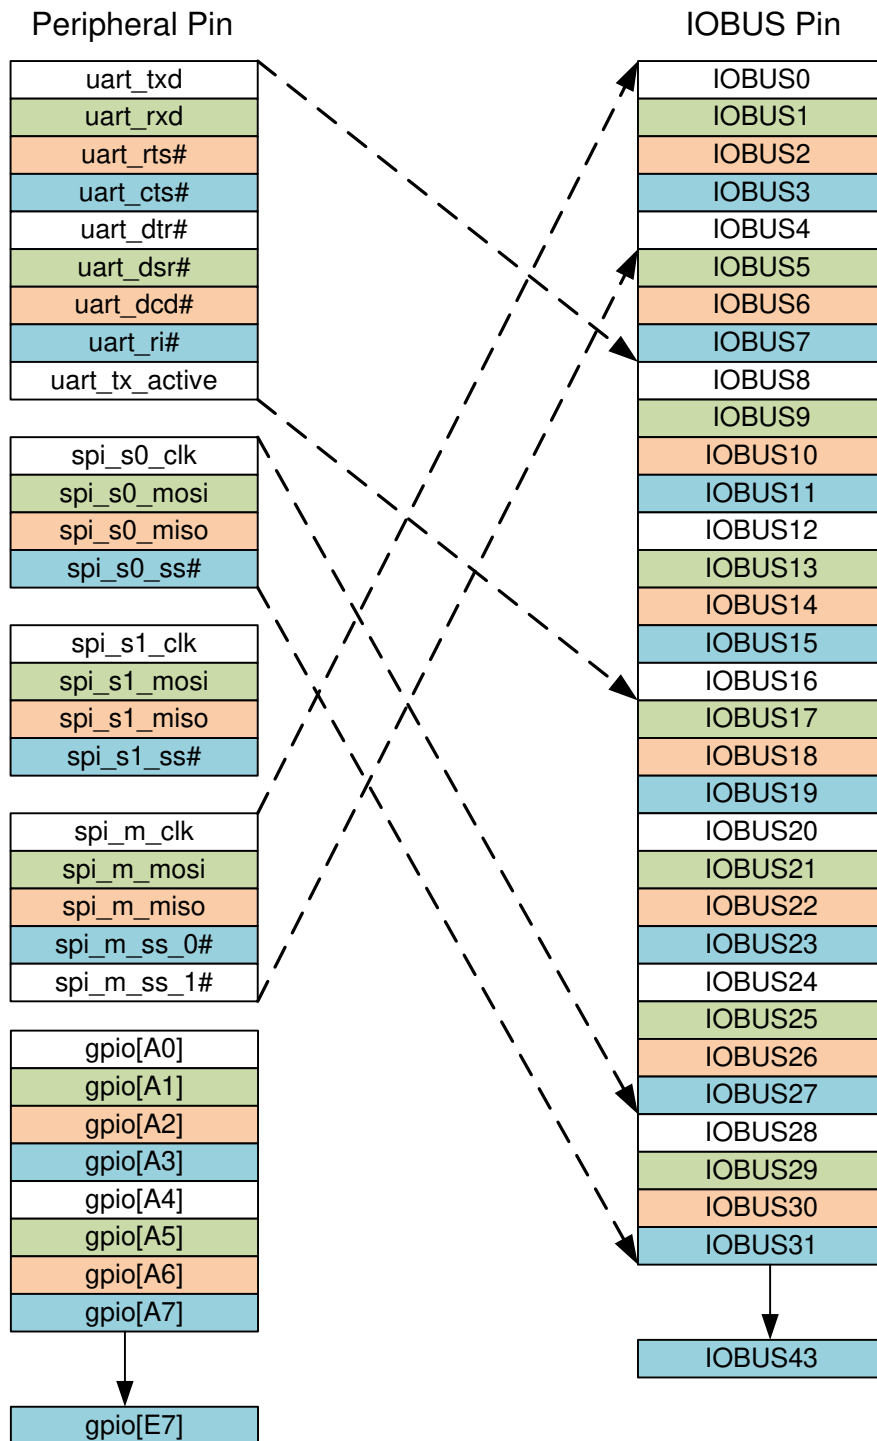 Peripheral Pin
uart_txd
uart_rxd
uart_rts#
uart_cts#
uart_dtr#
uart_dsr#
uart_dcd#
uart_ri#
uart_tx_active
spi_s0_clk
spi_s0_mosi
spi_s0_miso
spi_s0_ss#
spi_s1_clk
spi_s1_mosi
spi_s1_miso
spi_s1_ss#
spi_m_clk
spi_m_mosi
spi_m_miso
spi_m_ss_0#
spi_m_ss_1#
gpio[A0]
gpio[A1]
gpio[A2]
gpio[A3]
gpio[A4]
gpio[A5]
gpio[A6]
gpio[A7]
gpio[E7]
IOBUS Pin
IOBUS0
IOBUS1
IOBUS2
IOBUS3
IOBUS4
IOBUS5
IOBUS6
IOBUS7
IOBUS8
IOBUS9
IOBUS10
IOBUS11
IOBUS12
IOBUS13
IOBUS14
IOBUS15
IOBUS16
IOBUS17
IOBUS18
IOBUS19
IOBUS20
IOBUS21
IOBUS22
IOBUS23
IOBUS24
IOBUS25
IOBUS26
IOBUS27
IOBUS28
IOBUS29
IOBUS30
IOBUS31
IOBUS43